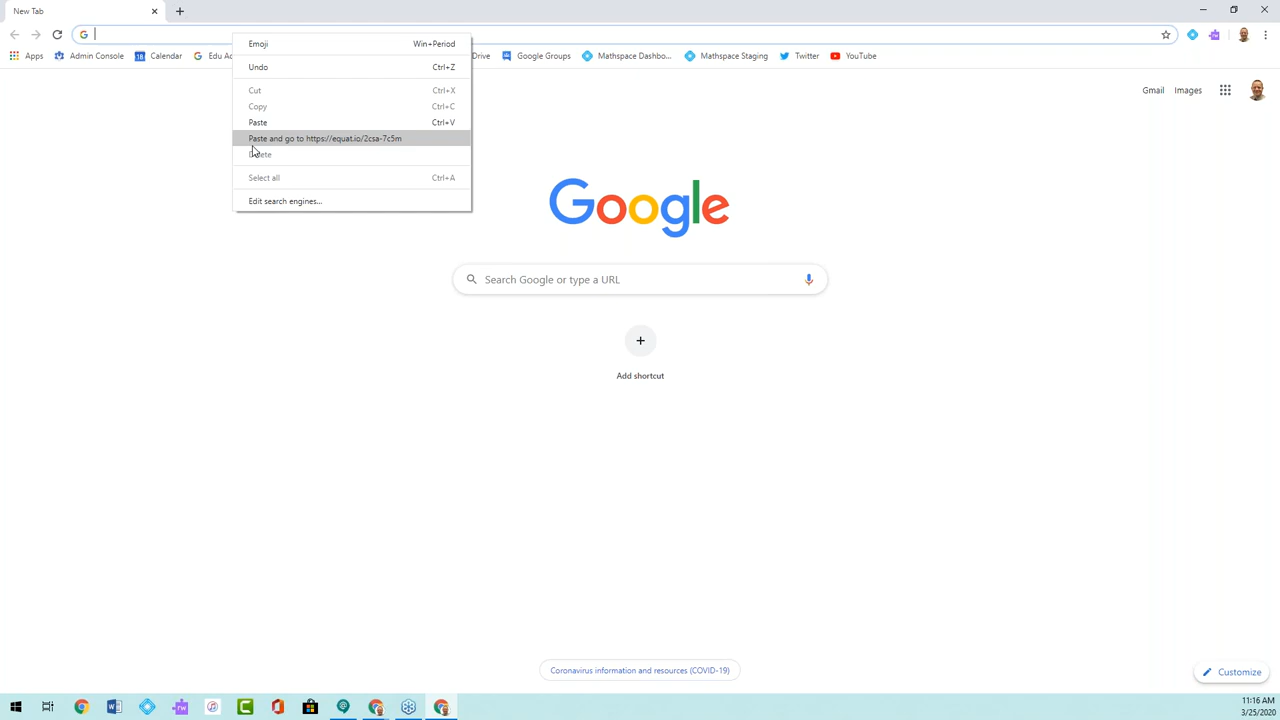 New Tab
Emoji Win+Period
Undo Ctrl+Z
Cut Ctrl+X
Copy Ctrl+C
Paste Ctrl+V
Paste and go to https://equat.io/2csa-7c5m
Delete
Select all Ctrl+A
Edit search engines...
Apps Admin Console Calendar Edu Ac Drive Google Groups Mathspace Dashbo... Mathspace Staging Twitter YouTube
Gmail Images
Google
Search Google or type a URL
Add shortcut
Coronavirus information and resources (COVID-19)
Customize
11:16 AM
3/25/2020